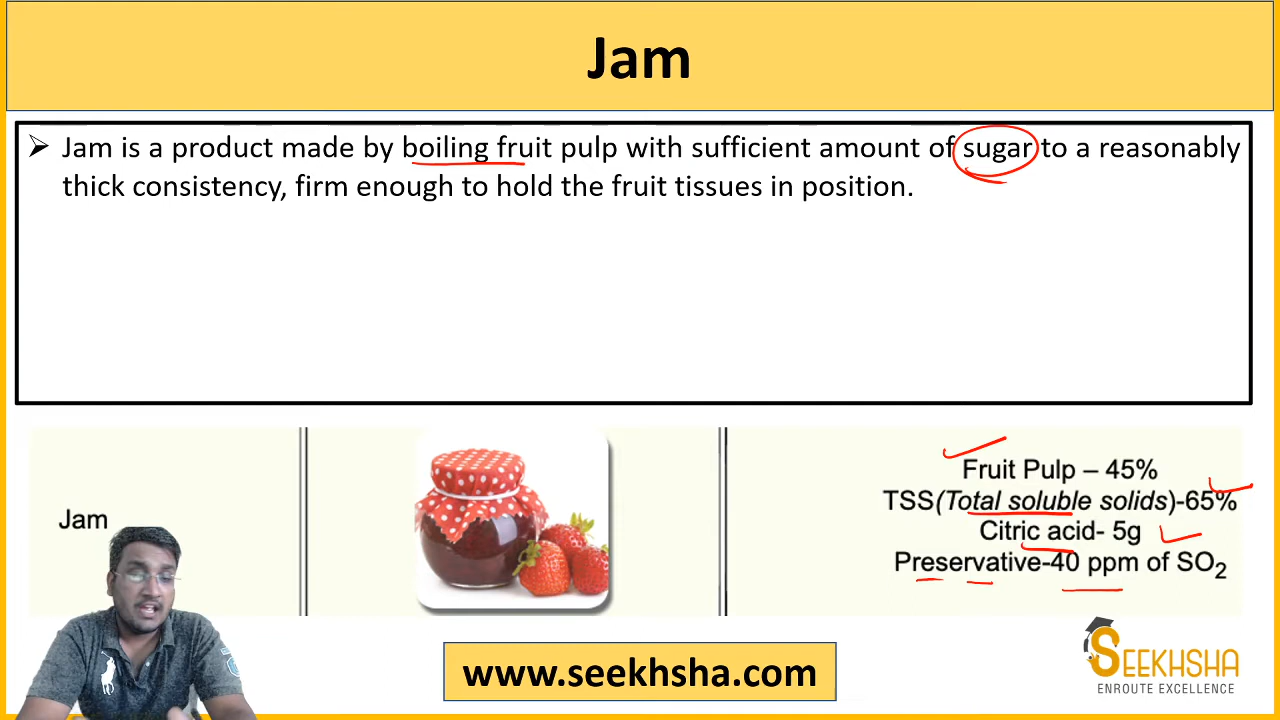 Jam
➢ Jam is a product made by boiling fruit pulp with sufficient amount of sugar to a reasonably
thick consistency, firm enough to hold the fruit tissues in position.
Jam
Fruit Pulp – 45%
TSS(Total soluble solids)-65%
Citric acid- 5g
Preservative-40 ppm of SO2
www.seekhsha.com
SEEKHSHA
ENROUTE EXCELLENCE